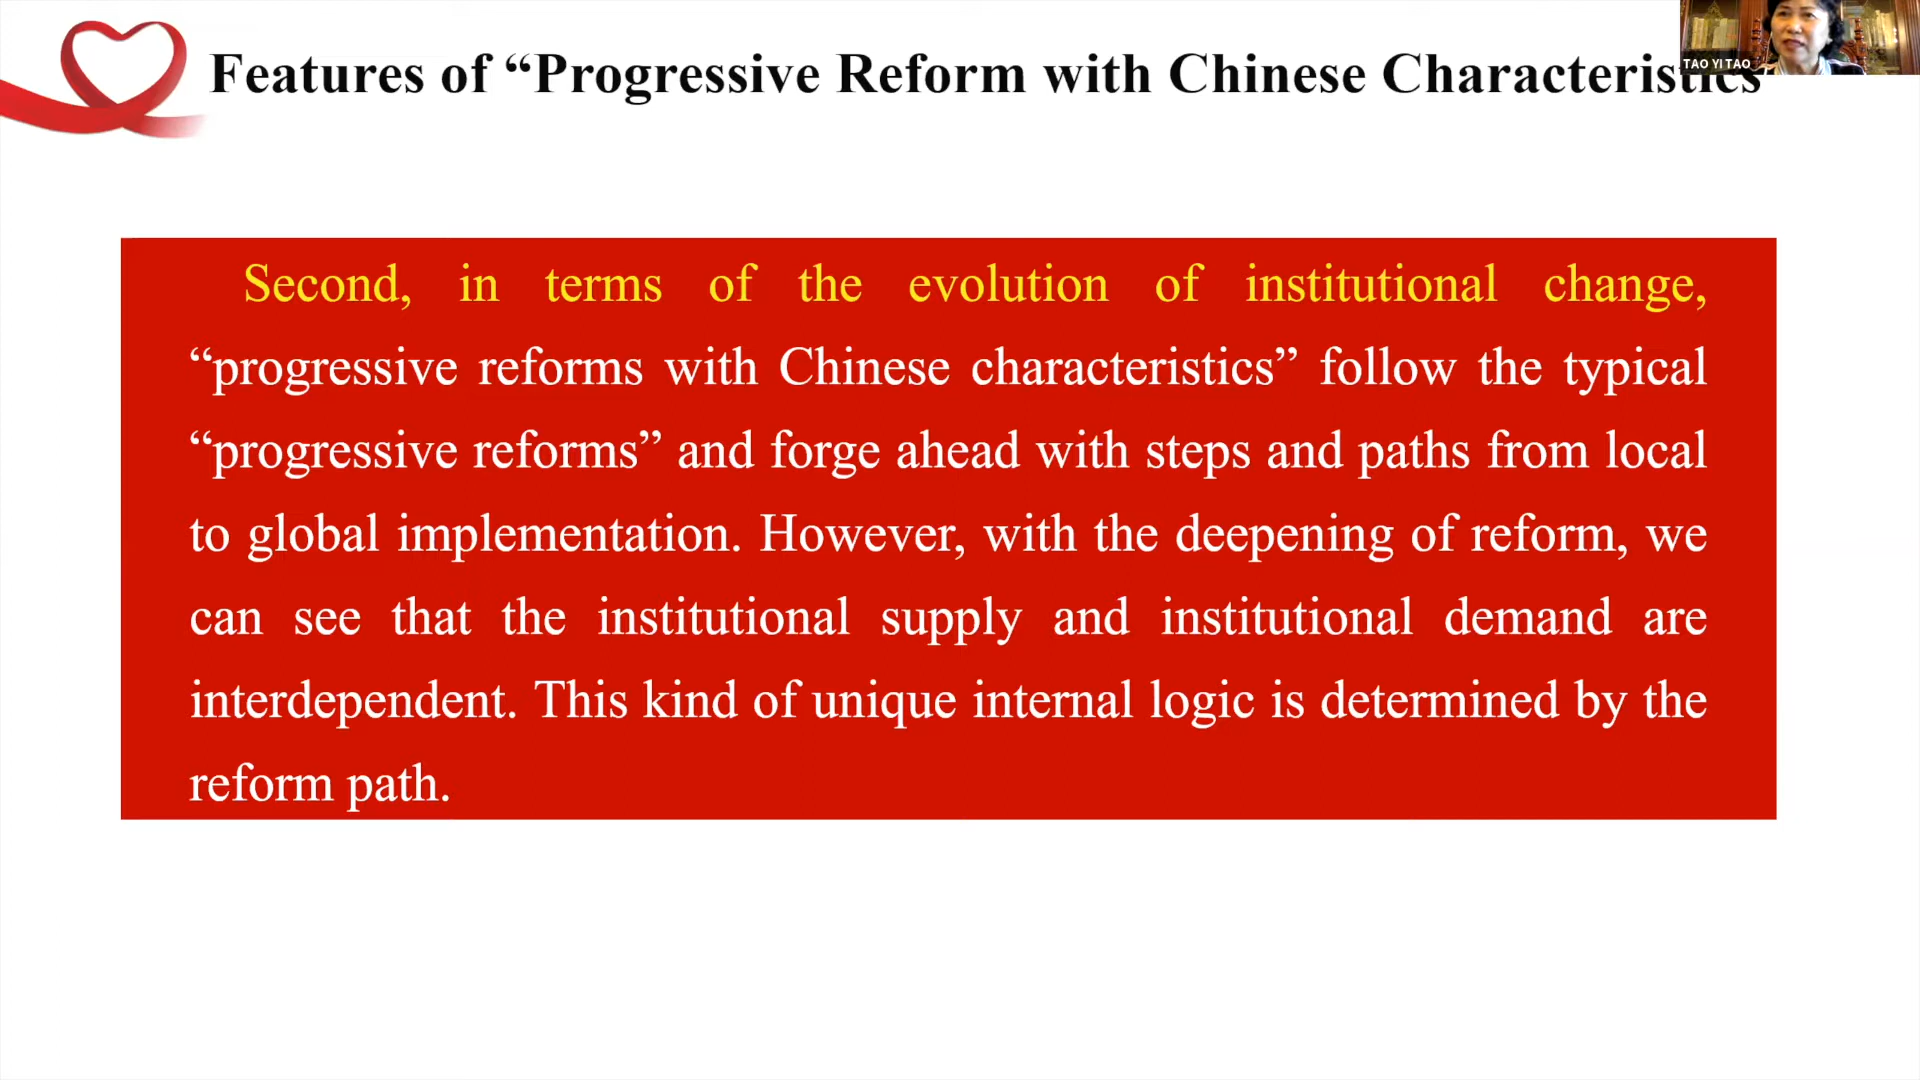 Features of “Progressive Reform with Chinese Characteristics
TAO YI TAO
Second, in terms of the evolution of institutional change,
“progressive reforms with Chinese characteristics” follow the typical
“progressive reforms” and forge ahead with steps and paths from local
to global implementation. However, with the deepening of reform, we
can see that the institutional supply and institutional demand are
interdependent. This kind of unique internal logic is determined by the
reform path.